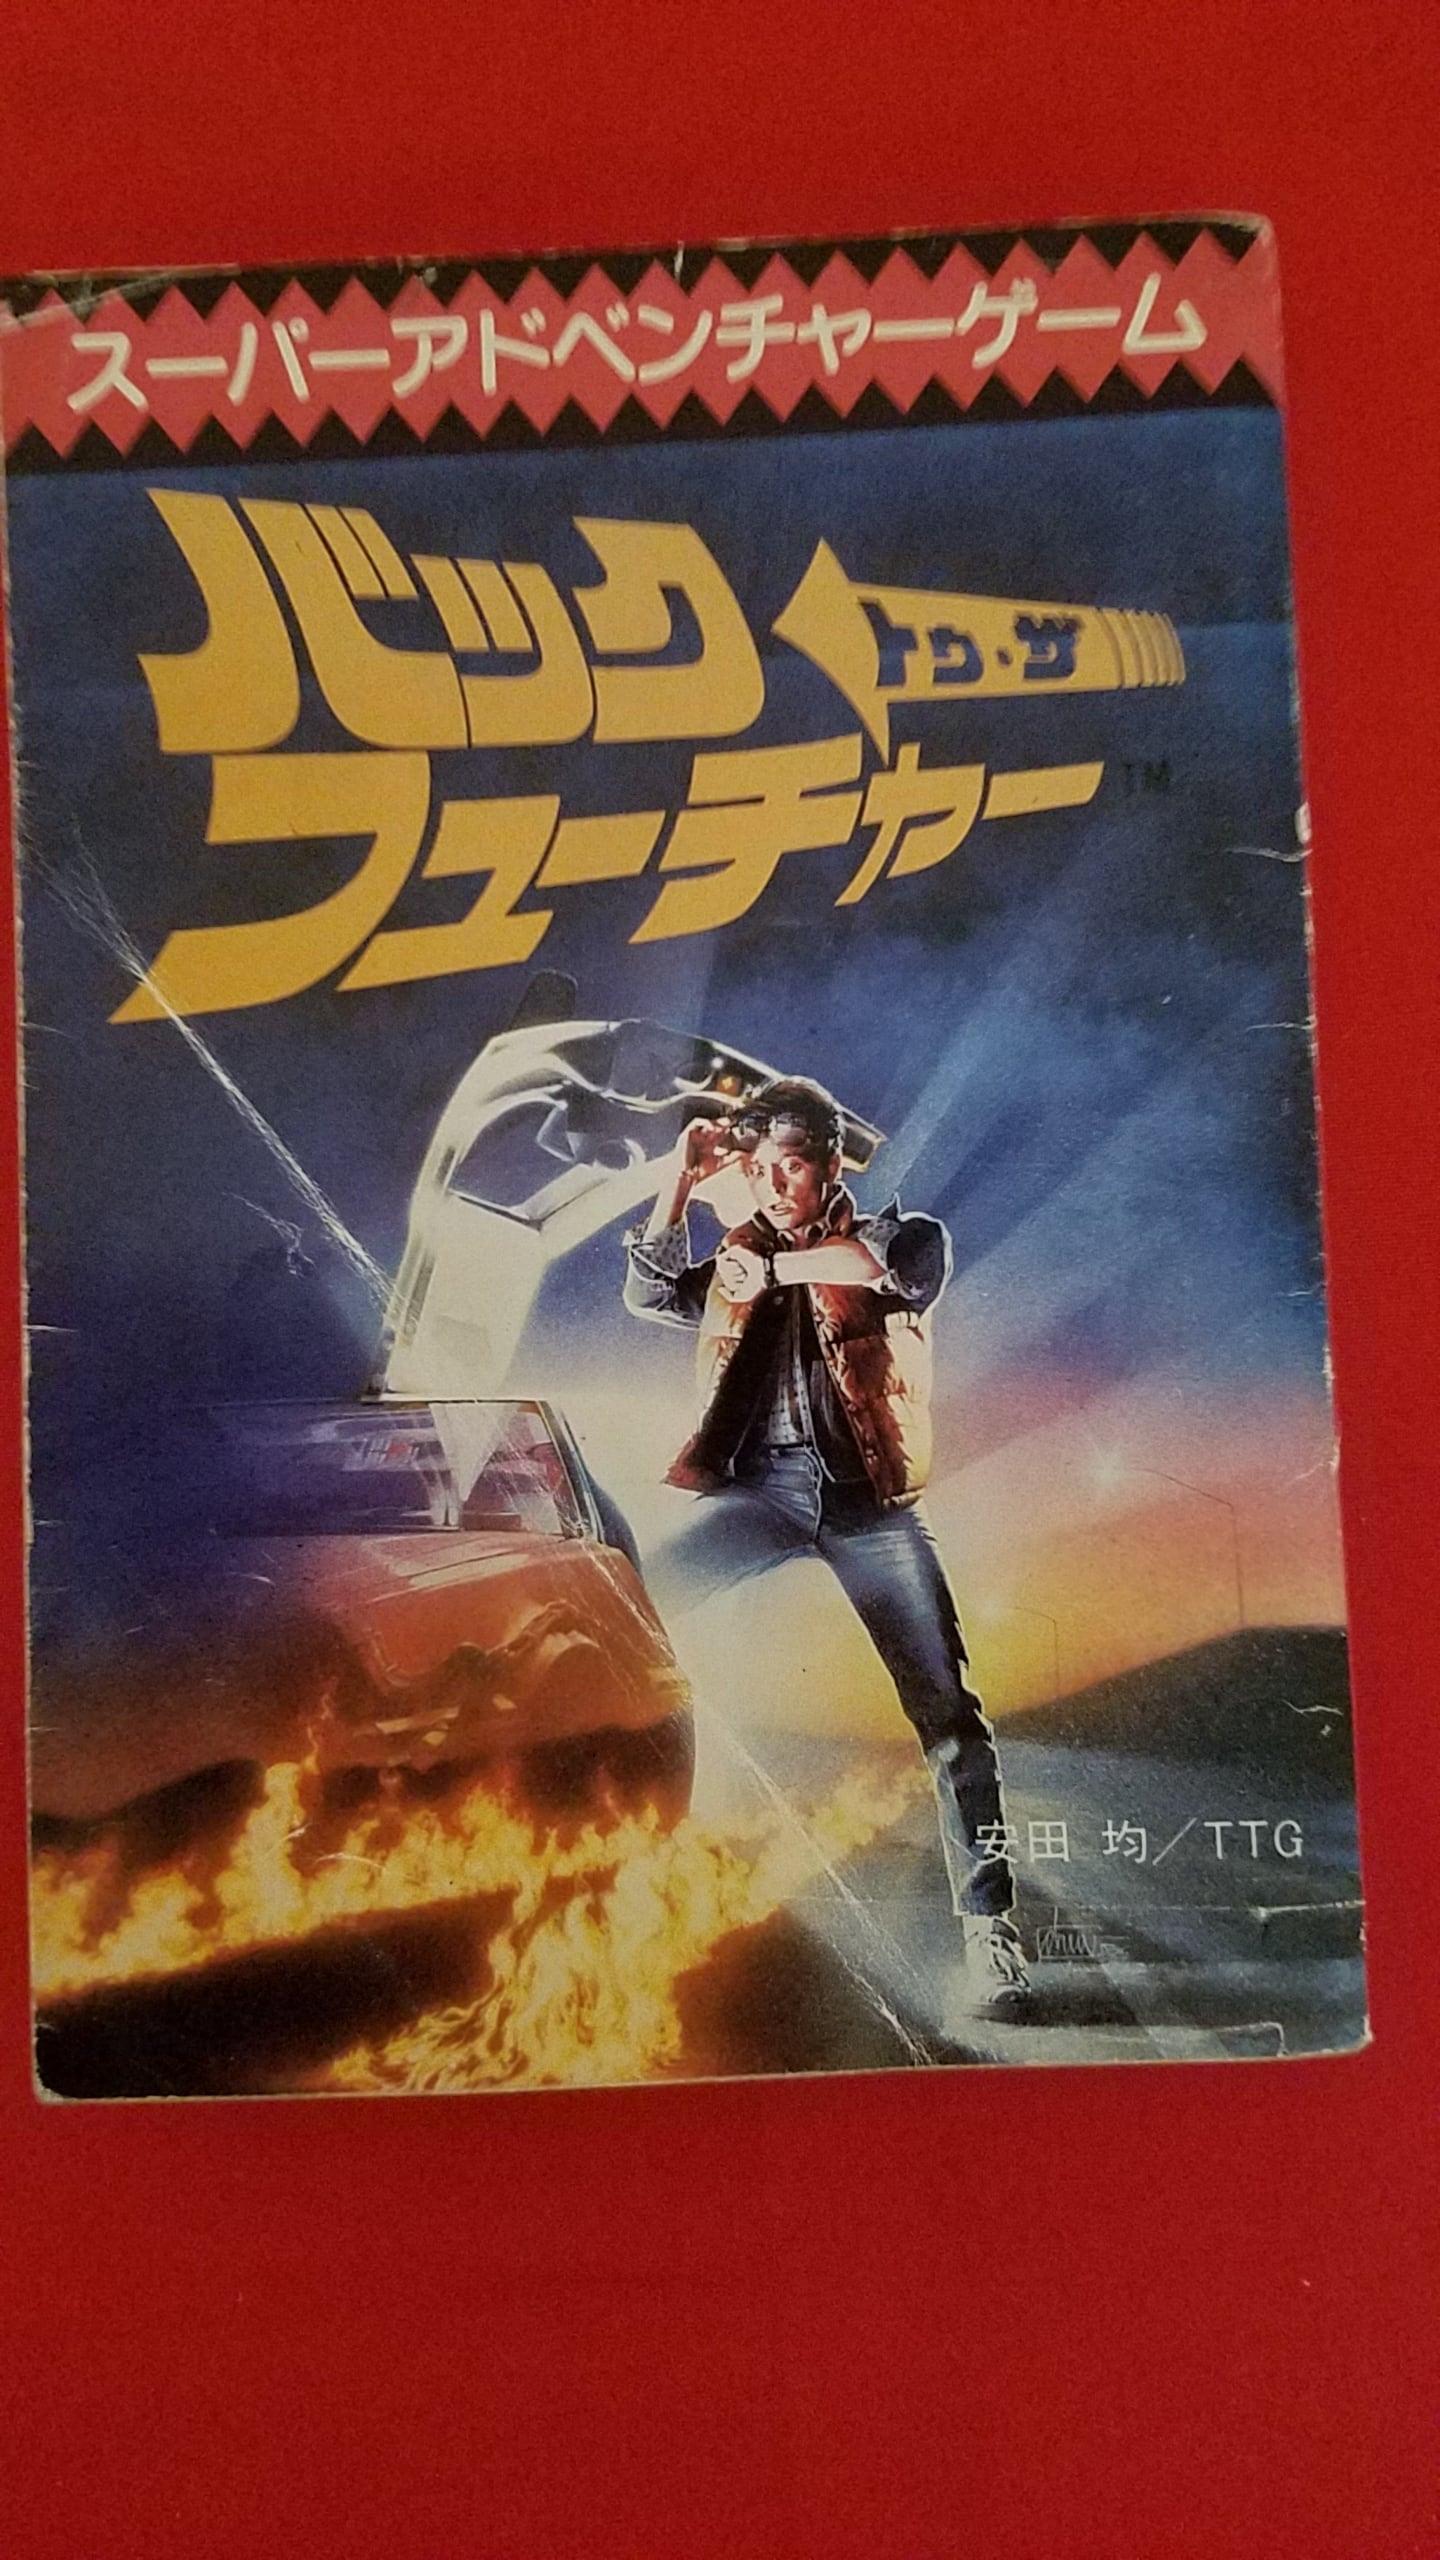 スーパーアドベンチャーゲーム
バック
トゥ・ザ
フューチャー TM
安田 均／TTG